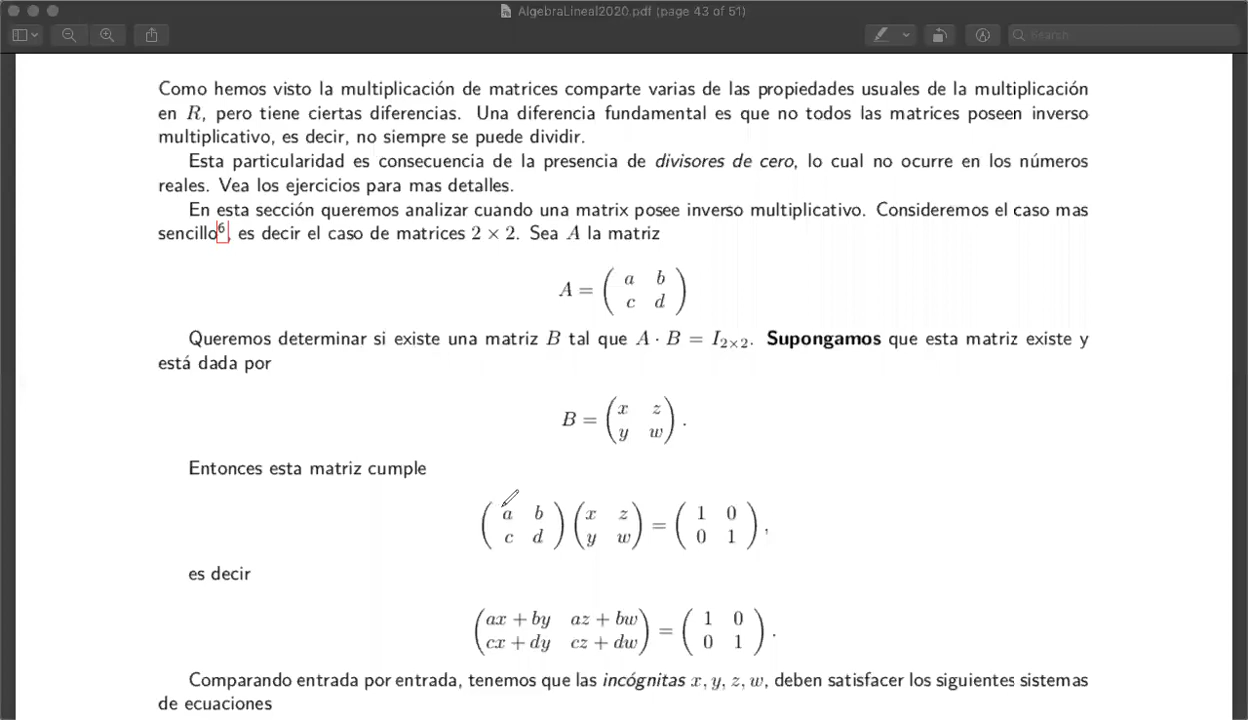 AlgebraLineal2020.pdf (page 43 of 51)
Search
Como hemos visto la multiplicación de matrices comparte varias de las propiedades usuales de la multiplicación
en R, pero tiene ciertas diferencias. Una diferencia fundamental es que no todos las matrices poseen inverso
multiplicativo, es decir, no siempre se puede dividir.
Esta particularidad es consecuencia de la presencia de divisores de cero, lo cual no ocurre en los números
reales. Vea los ejercicios para mas detalles.
En esta sección queremos analizar cuando una matrix posee inverso multiplicativo. Consideremos el caso mas
sencillo⁶, es decir el caso de matrices 2 × 2. Sea A la matriz
A = ( a b
c d )
Queremos determinar si existe una matriz B tal que A · B = I₂ₓ₂. Supongamos que esta matriz existe y
está dada por
B = ( x z
y w ) .
Entonces esta matriz cumple
( a b ) ( x z ) = ( 1 0 )
( c d ) ( y w ) ( 0 1 ) ,
es decir
( ax + by az + bw ) = ( 1 0 )
( cx + dy cz + dw ) ( 0 1 ) .
Comparando entrada por entrada, tenemos que las incógnitas x, y, z, w, deben satisfacer los siguientes sistemas
de ecuaciones